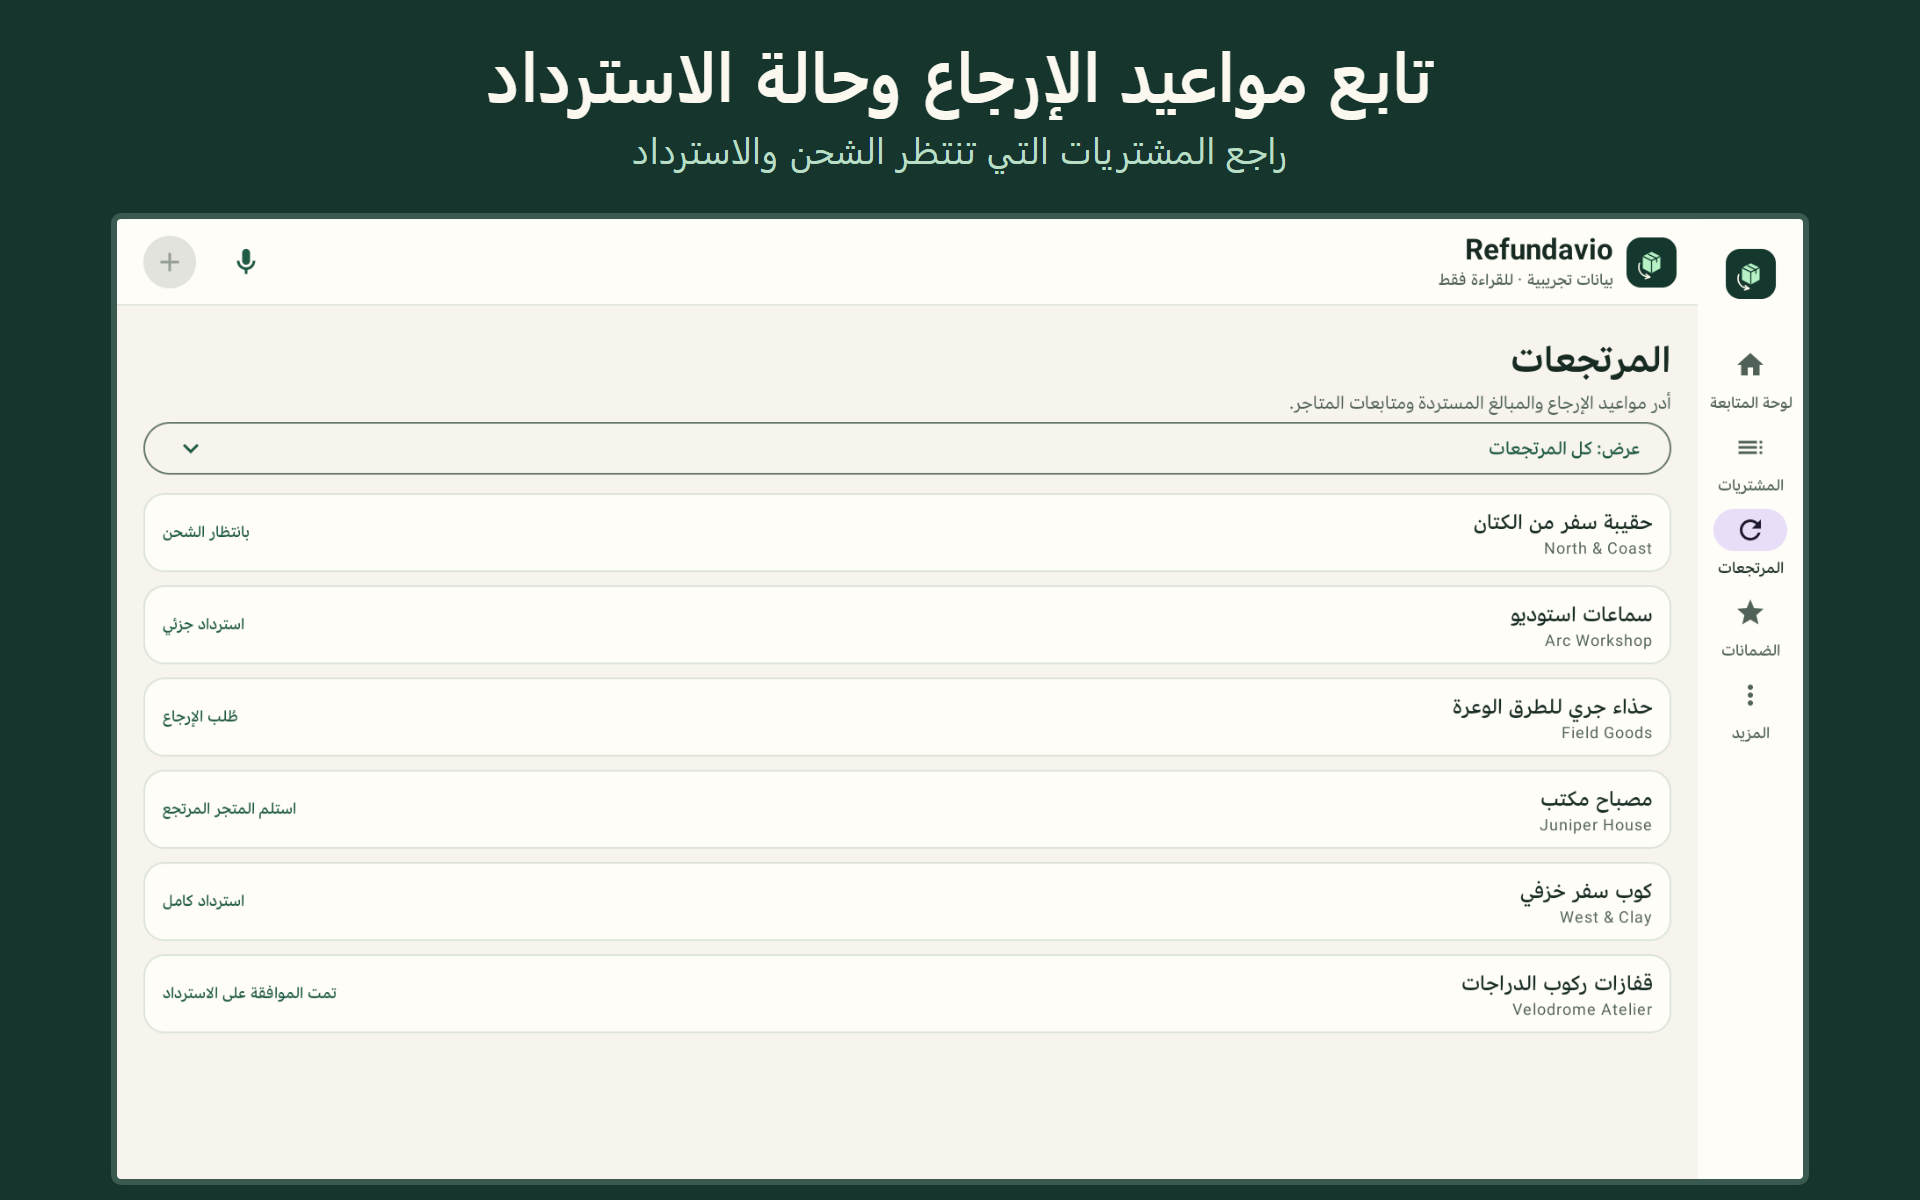 تابع مواعيد الإرجاع وحالة الاسترداد
راجع المشتريات التي تنتظر الشحن والاسترداد
Refundavio
بيانات تجريبية · للقراءة فقط
لوحة المتابعة
المشتريات
المرتجعات
الضمانات
المزيد
المرتجعات
أدر مواعيد الإرجاع والمبالغ المستردة ومتابعات المتاجر.
عرض: كل المرتجعات
حقيبة سفر من الكتان
North & Coast
بانتظار الشحن
سماعات استوديو
Arc Workshop
استرداد جزئي
حذاء جري للطرق الوعرة
Field Goods
طُلب الإرجاع
مصباح مكتب
Juniper House
استلم المتجر المرتجع
كوب سفر خزفي
West & Clay
استرداد كامل
قفازات ركوب الدراجات
Velodrome Atelier
تمت الموافقة على الاسترداد